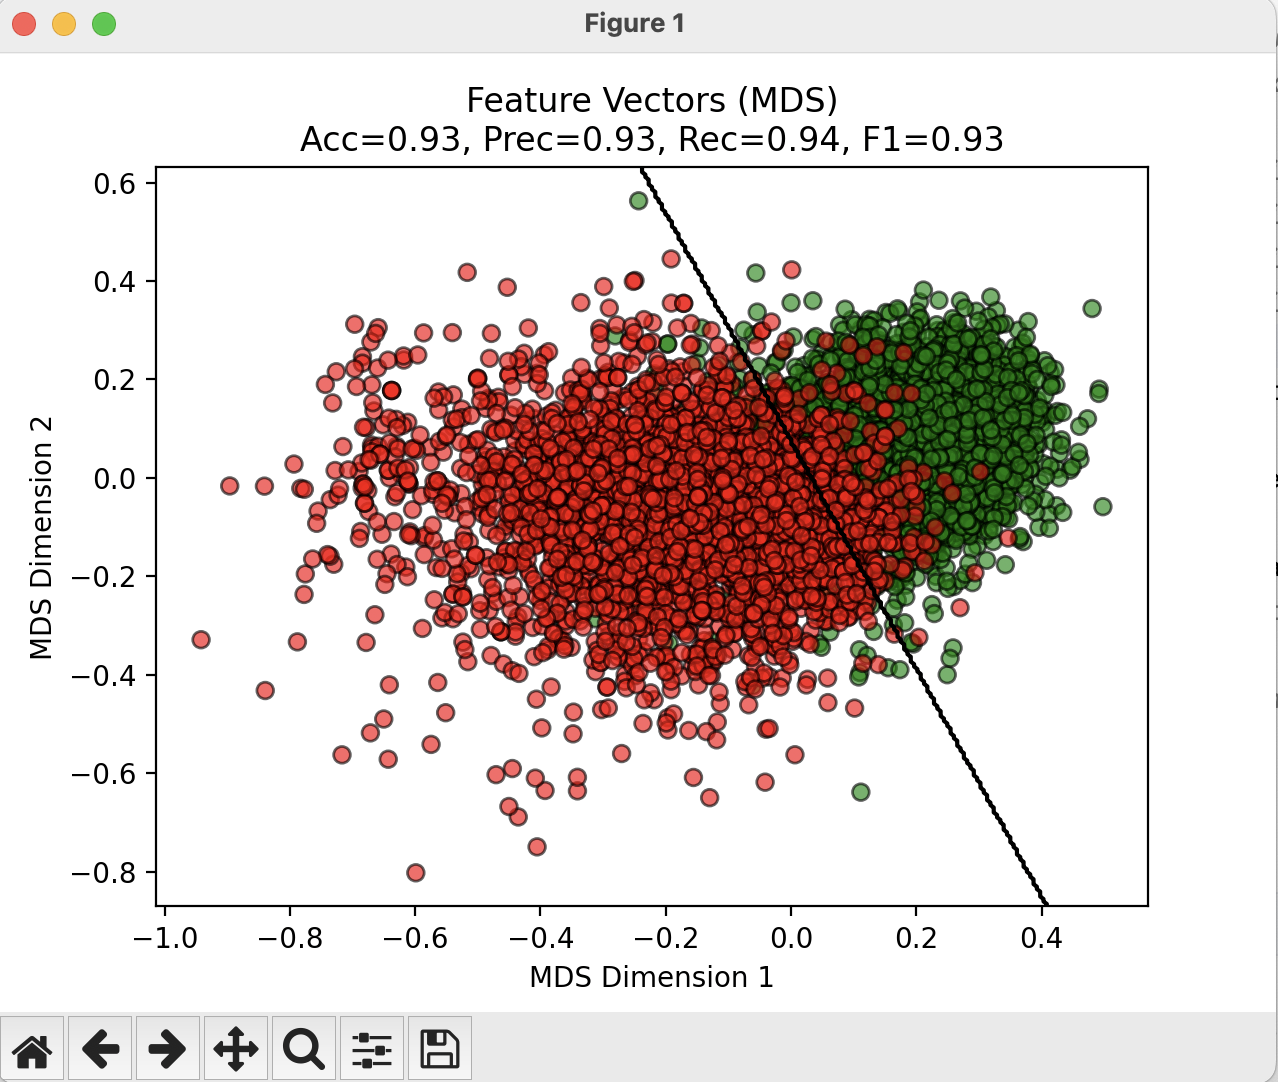 Figure 1
Feature Vectors (MDS)
Acc=0.93, Prec=0.93, Rec=0.94, F1=0.93
0.6
0.4
0.2
0.0
−0.2
−0.4
−0.6
−0.8
MDS Dimension 2
−1.0 −0.8 −0.6 −0.4 −0.2 0.0 0.2 0.4
MDS Dimension 1